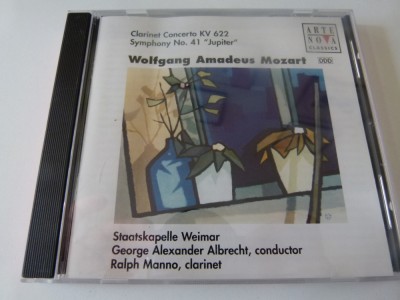 Clarinet Concerto KV 622
Symphony No. 41 "Jupiter"
ARTE
NOVA
CLASSICS
Wolfgang Amadeus Mozart
DDD
Staatskapelle Weimar
George Alexander Albrecht, conductor
Ralph Manno, clarinet